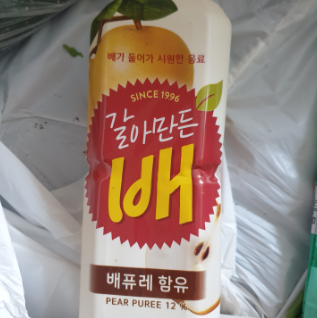 배가 들어가 시원한 음료
SINCE 1996
갈아만든
배
배퓨레 함유
PEAR PUREE 12%